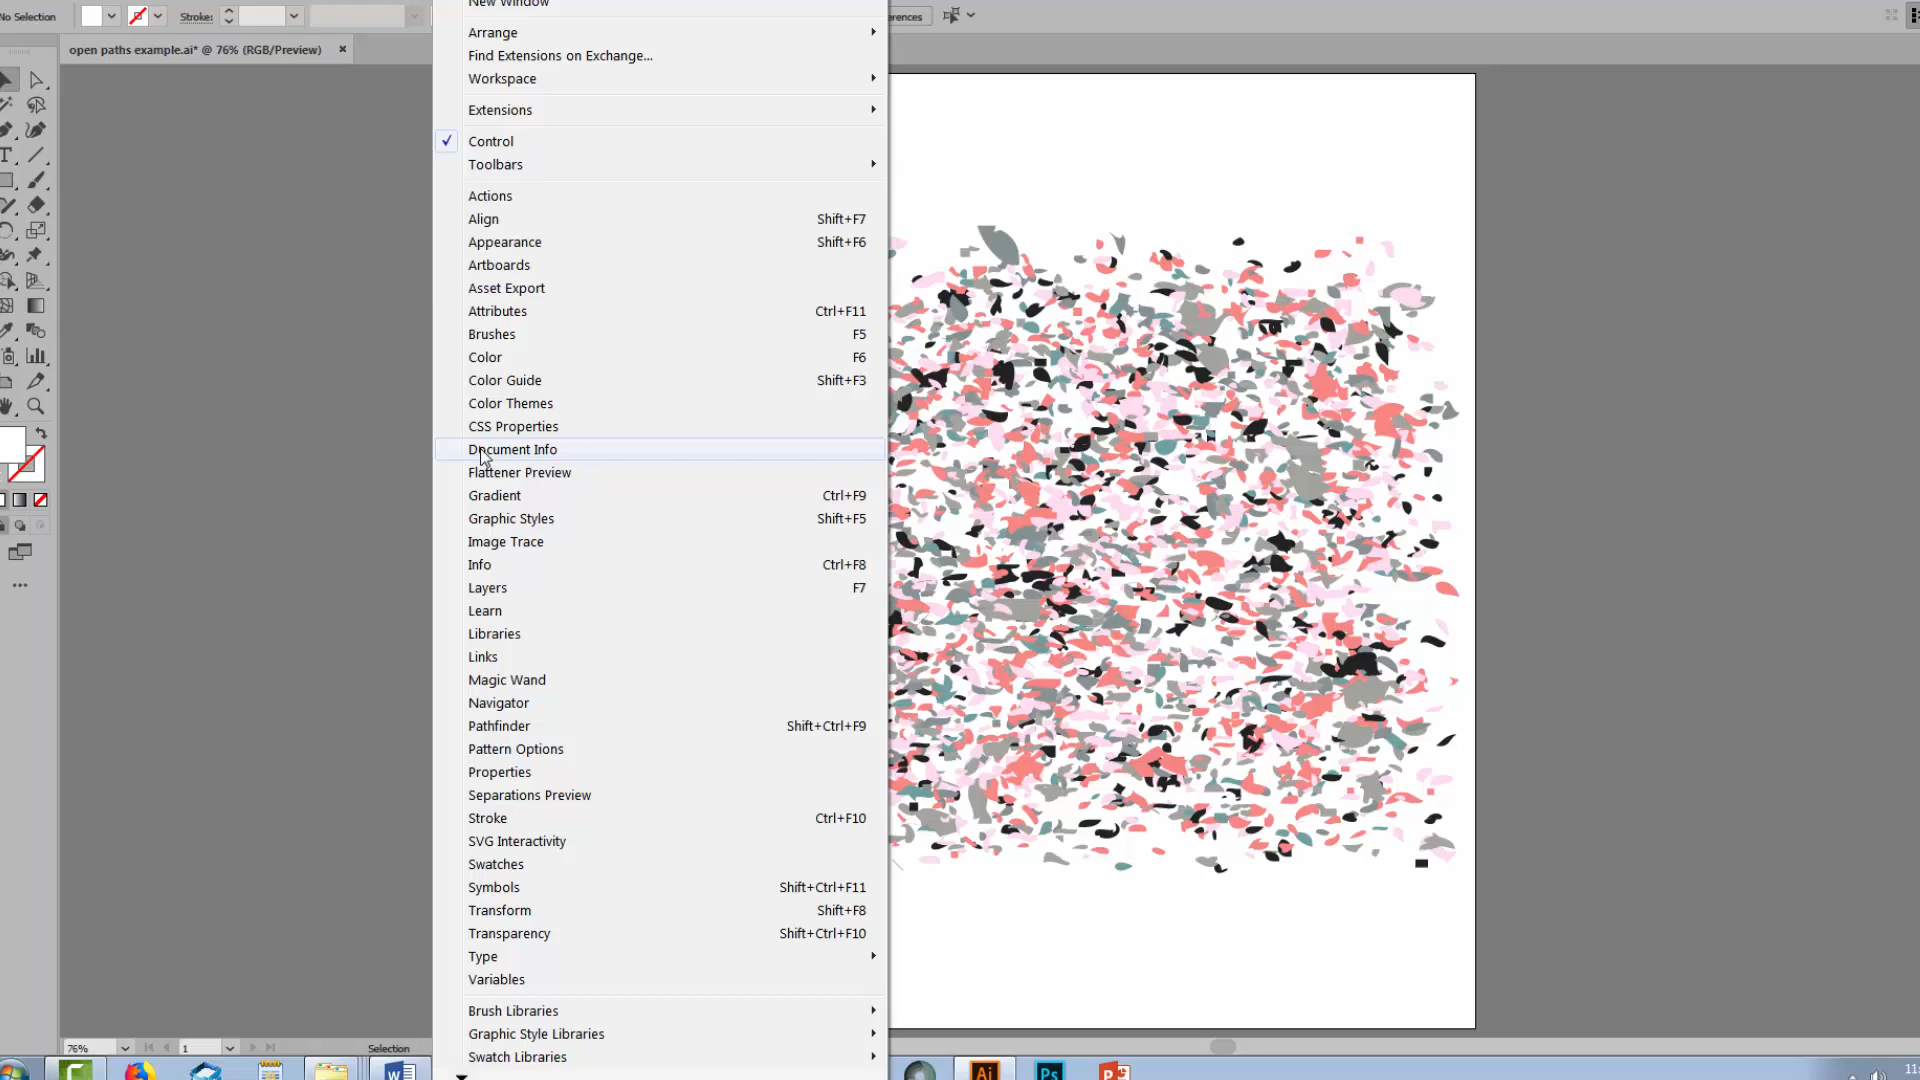 No Selection
Stroke:
erences
open paths example.ai* @ 76% (RGB/Preview)
New Window
Arrange
Find Extensions on Exchange...
Workspace
Extensions
Control
Toolbars
Actions
Align Shift+F7
Appearance Shift+F6
Artboards
Asset Export
Attributes Ctrl+F11
Brushes F5
Color F6
Color Guide Shift+F3
Color Themes
CSS Properties
Document Info
Flattener Preview
Gradient Ctrl+F9
Graphic Styles Shift+F5
Image Trace
Info Ctrl+F8
Layers F7
Learn
Libraries
Links
Magic Wand
Navigator
Pathfinder Shift+Ctrl+F9
Pattern Options
Properties
Separations Preview
Stroke Ctrl+F10
SVG Interactivity
Swatches
Symbols Shift+Ctrl+F11
Transform Shift+F8
Transparency Shift+Ctrl+F10
Type
Variables
Brush Libraries
Graphic Style Libraries
Swatch Libraries
76% 1 Selection
Ai Ps